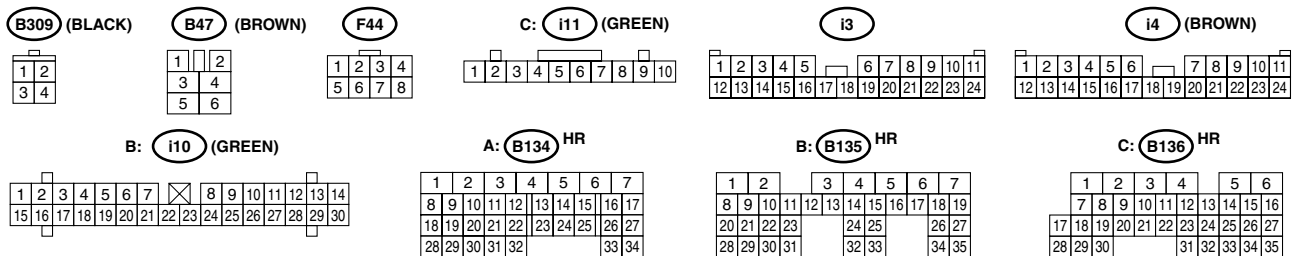 B309 (BLACK) B47 (BROWN) F44 C: i11 (GREEN) i3 i4 (BROWN)
1 2 1 2 1 2 3 4 1 2 3 4 5 6 7 8 9 10 1 2 3 4 5 6 7 8 9 10 11 1 2 3 4 5 6 7 8 9 10 11
3 4 3 4 5 6 7 8 12 13 14 15 16 17 18 19 20 21 22 23 24 12 13 14 15 16 17 18 19 20 21 22 23 24
5 6
B: i10 (GREEN) A: B134 HR B: B135 HR C: B136 HR
1 2 3 4 5 6 7 8 9 10 11 12 13 14 1 2 3 4 5 6 7 1 2 3 4 5 6 7 1 2 3 4 5 6
15 16 17 18 19 20 21 22 23 24 25 26 27 28 29 30 8 9 10 11 12 13 14 15 16 17 8 9 10 11 12 13 14 15 16 17 18 19 7 8 9 10 11 12 13 14 15 16
18 19 20 21 22 23 24 25 26 27 20 21 22 23 24 25 26 27 17 18 19 20 21 22 23 24 25 26 27
28 29 30 31 32 33 34 28 29 30 31 32 33 34 35 28 29 30 31 32 33 34 35